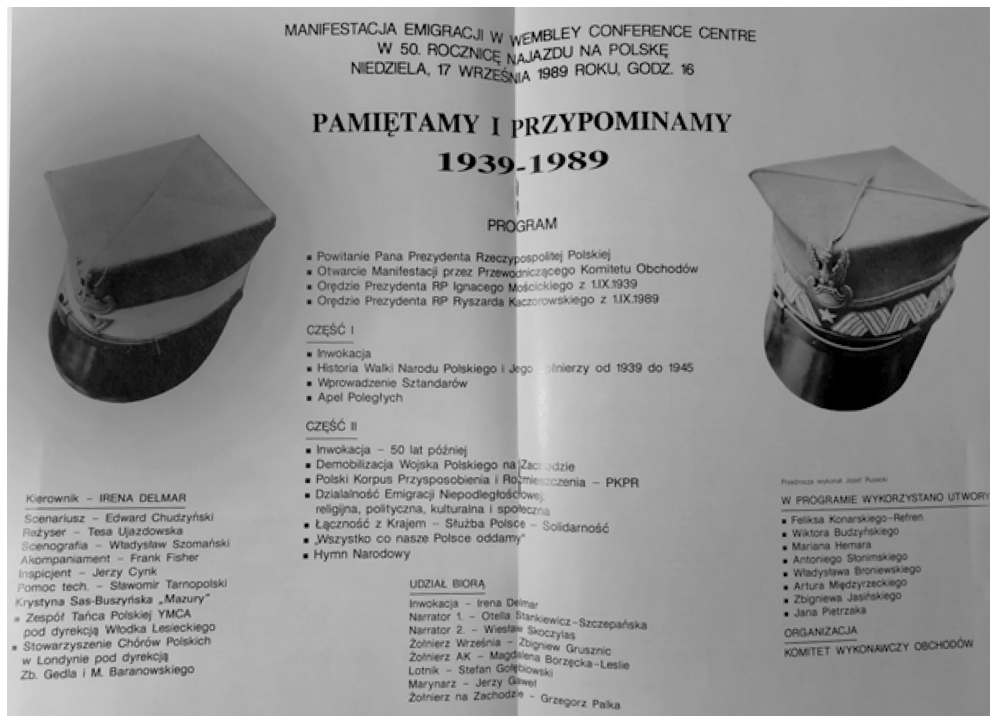 MANIFESTACJA EMIGRACJI W WEMBLEY CONFERENCE CENTRE
W 50. ROCZNICĘ NAJAZDU NA POLSKĘ
NIEDZIELA, 17 WRZEŚNIA 1989 ROKU, GODZ. 16
PAMIĘTAMY I PRZYPOMINAMY
1939-1989
PROGRAM
▪ Powitanie Pana Prezydenta Rzeczypospolitej Polskiej
▪ Otwarcie Manifestacji przez Przewodniczącego Komitetu Obchodów
▪ Orędzie Prezydenta RP Ignacego Mościckiego z 1.IX.1939
▪ Orędzie Prezydenta RP Ryszarda Kaczorowskiego z 1.IX.1989
CZĘŚĆ I
▪ Inwokacja
▪ Historia Walki Narodu Polskiego i Jego Żołnierzy od 1939 do 1945
▪ Wprowadzenie Sztandarów
▪ Apel Poległych
CZĘŚĆ II
▪ Inwokacja – 50 lat później
▪ Demobilizacja Wojska Polskiego na Zachodzie
▪ Polski Korpus Przysposobienia i Rozmieszczenia – PKPR
▪ Działalność Emigracji Niepodległościowej:
religijna, polityczna, kulturalna i społeczna
▪ Łączność z Krajem – Służba Polsce – Solidarność
▪ „Wszystko co nasze Polsce oddamy"
▪ Hymn Narodowy
Kierownik – IRENA DELMAR
Scenariusz – Edward Chudzyński
Reżyser – Tesa Ujazdowska
Scenografia – Władysław Szomański
Akompaniament – Frank Fisher
Inspicjent – Jerzy Cynk
Pomoc tech. – Sławomir Tarnopolski
Krystyna Sas-Buszyńska „Mazury"
▪ Zespół Tańca Polskiej YMCA
pod dyrekcją Włodka Lesieckiego
▪ Stowarzyszenie Chórów Polskich
w Londynie pod dyrekcją
Zb. Gedla i M. Baranowskiego
UDZIAŁ BIORĄ
Inwokacja – Irena Delmar
Narrator 1. – Otella Stankiewicz-Szczepańska
Narrator 2. – Wiesław Skoczylas
Żołnierz Września – Zbigniew Grusznic
Żołnierz AK – Magdalena Borzęcka-Leslie
Lotnik – Stefan Gołębiowski
Marynarz – Jerzy Gaweł
Żołnierz na Zachodzie – Grzegorz Palka
Przeźrocza wykonał Józef Rusecki
W PROGRAMIE WYKORZYSTANO UTWORY
▪ Feliksa Konarskiego-Refren
▪ Wiktora Budzyńskiego
▪ Mariana Hemara
▪ Antoniego Słonimskiego
▪ Władysława Broniewskiego
▪ Artura Międzyrzeckiego
▪ Zbigniewa Jasińskiego
▪ Jana Pietrzaka
ORGANIZACJA
KOMITET WYKONAWCZY OBCHODÓW